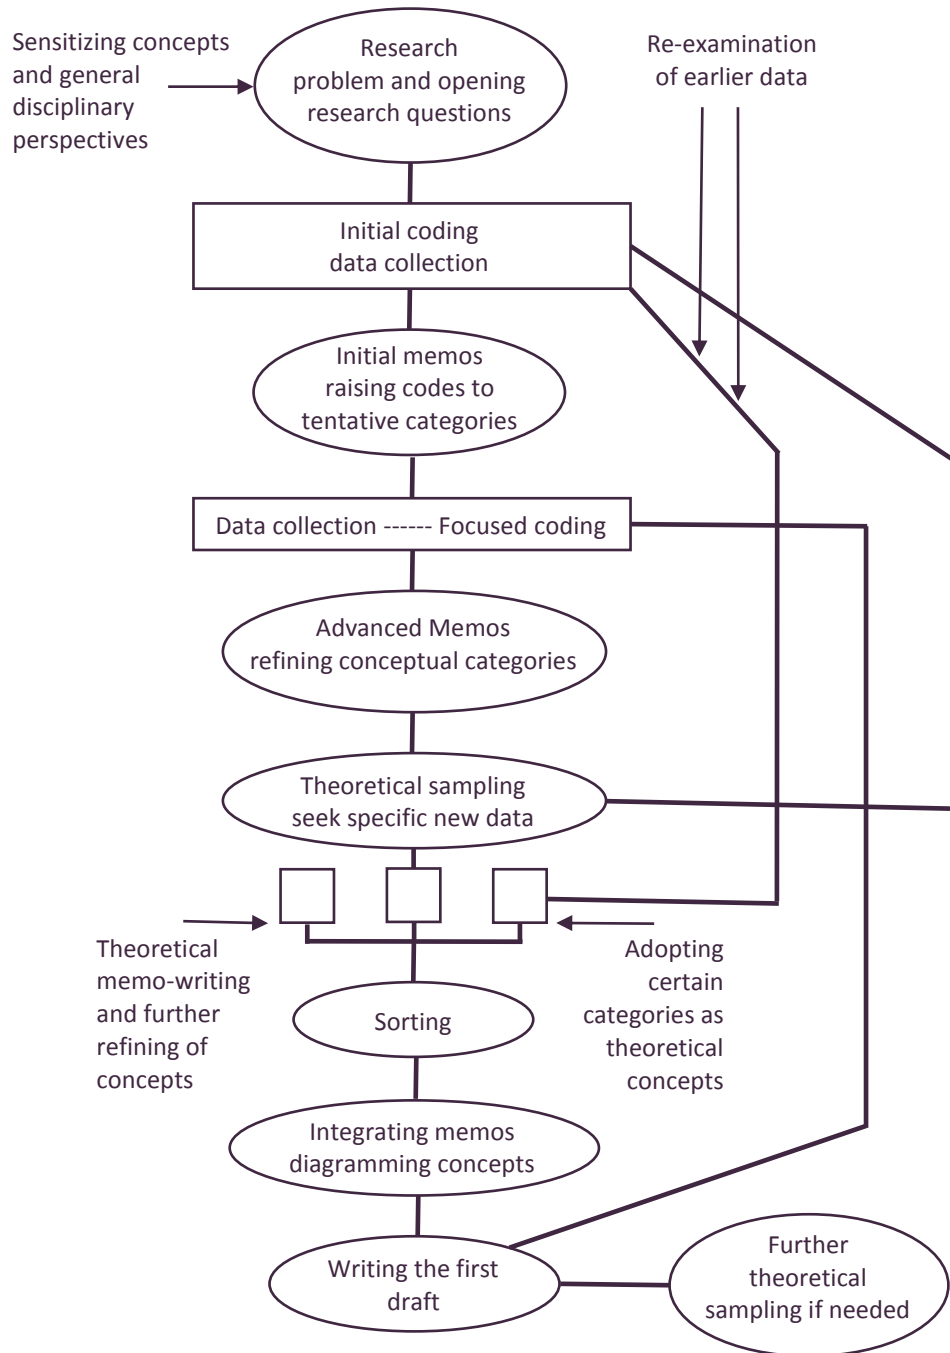 Sensitizing concepts
and general
disciplinary
perspectives
Research
problem and opening
research questions
Re-examination
of earlier data
Initial coding
data collection
Initial memos
raising codes to
tentative categories
Data collection ------ Focused coding
Advanced Memos
refining conceptual categories
Theoretical sampling
seek specific new data
Theoretical
memo-writing
and further
refining of
concepts
Adopting
certain
categories as
theoretical
concepts
Sorting
Integrating memos
diagramming concepts
Writing the first
draft
Further
theoretical
sampling if needed